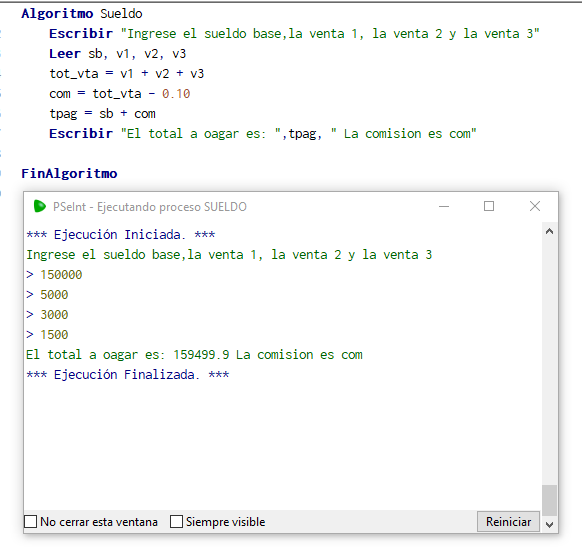 Algoritmo Sueldo
Escribir "Ingrese el sueldo base,la venta 1, la venta 2 y la venta 3"
Leer sb, v1, v2, v3
tot_vta = v1 + v2 + v3
com = tot_vta - 0.10
tpag = sb + com
Escribir "El total a oagar es: ",tpag, " La comision es com"
FinAlgoritmo
PSeInt - Ejecutando proceso SUELDO
*** Ejecución Iniciada. ***
Ingrese el sueldo base,la venta 1, la venta 2 y la venta 3
> 150000
> 5000
> 3000
> 1500
El total a oagar es: 159499.9 La comision es com
*** Ejecución Finalizada. ***
No cerrar esta ventana Siempre visible Reiniciar